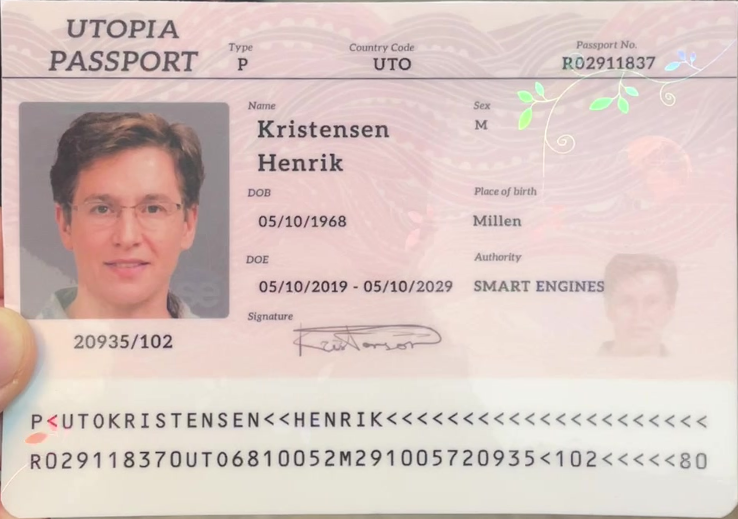 UTOPIA
PASSPORT
Type
P
Country Code
UTO
Passport No.
R02911837
Name
Kristensen
Henrik
Sex
M
DOB
05/10/1968
Place of birth
Millen
DOE
05/10/2019 - 05/10/2029
Authority
SMART ENGINES
Signature
Kristensen
20935/102
se
P<UTOKRISTENSEN<<HENRIK<<<<<<<<<<<<<<<<<<<<<
R029118370UTO6810052M291005720935<102<<<<<80